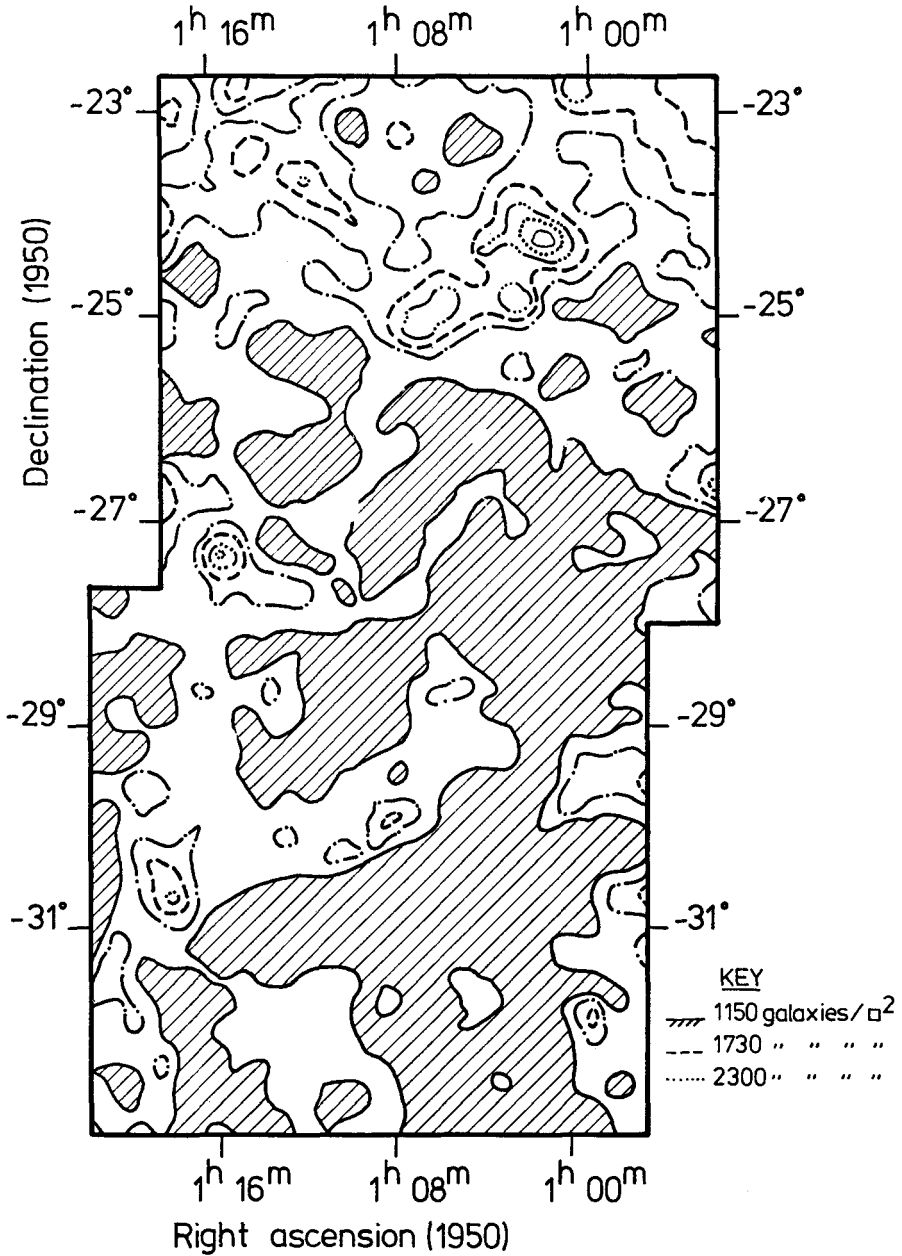 1ʰ 16ᵐ 1ʰ 08ᵐ 1ʰ 00ᵐ
-23° -23°
-25° -25°
Declination (1950)
-27° -27°
-29° -29°
-31° -31°
KEY
1150 galaxies/□²
1730 " " " "
2300 " " " "
1ʰ 16ᵐ 1ʰ 08ᵐ 1ʰ 00ᵐ
Right ascension (1950)